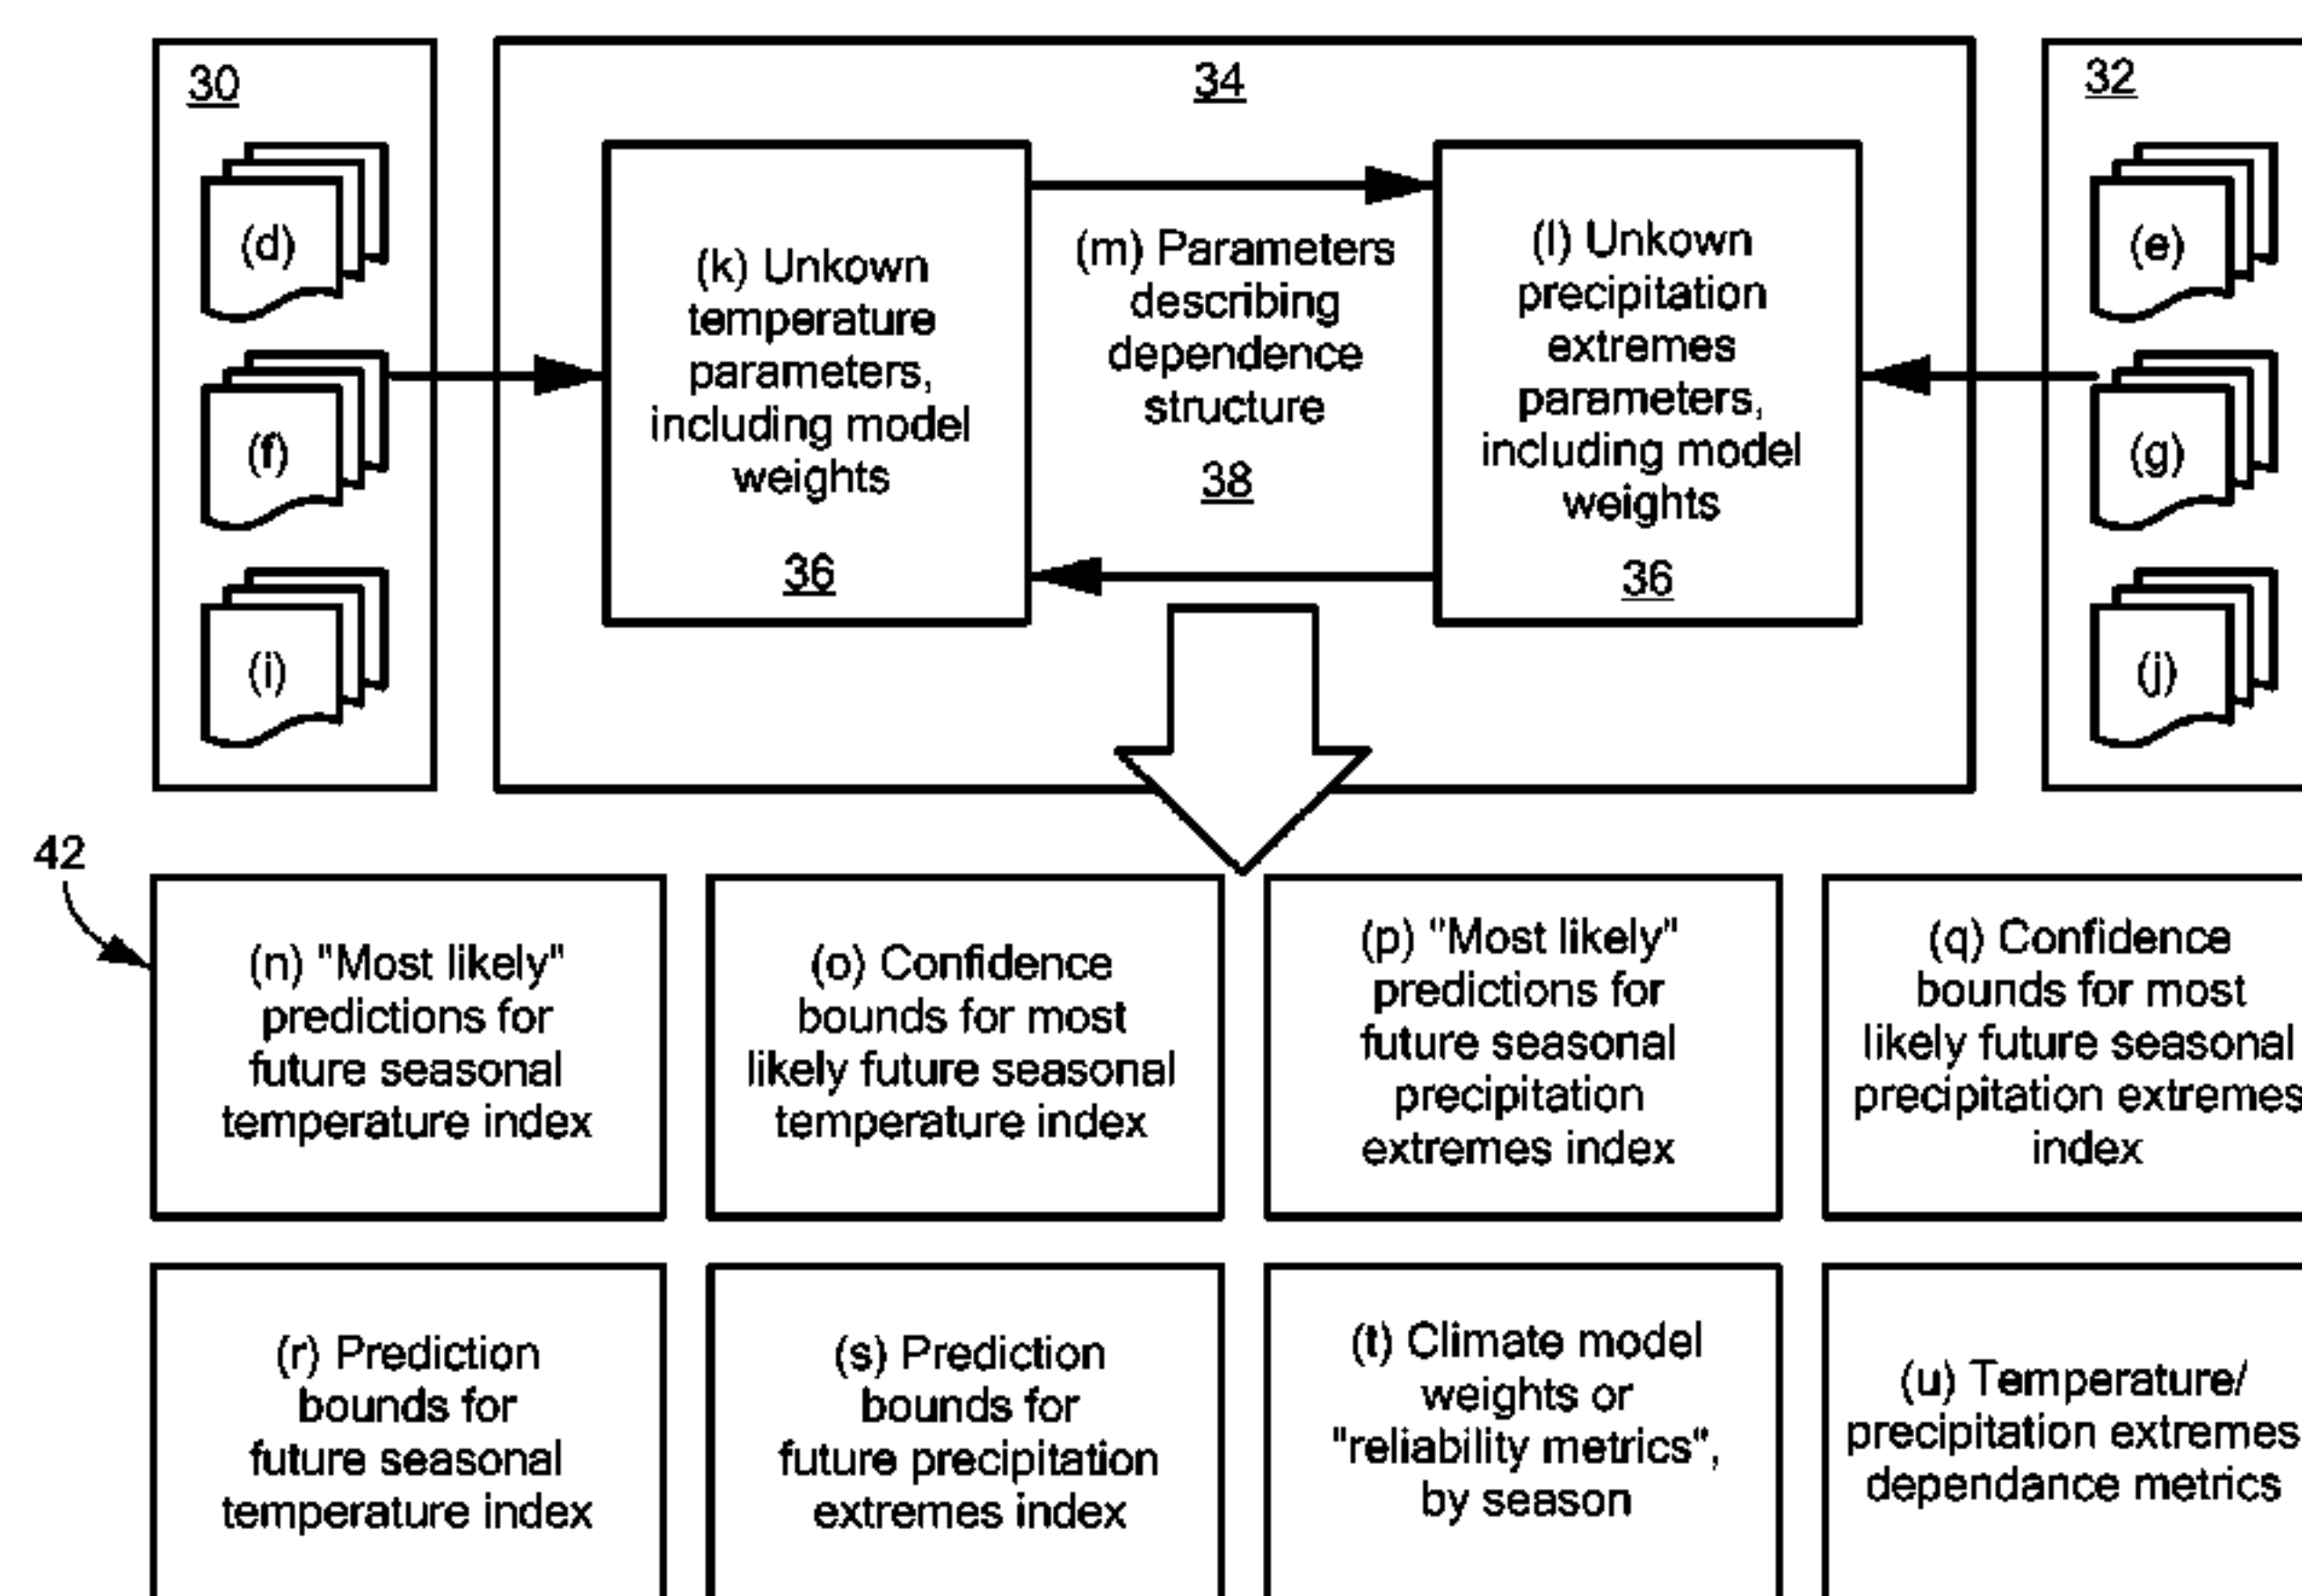 30
(d)
(f)
(i)
34
(k) Unkown
temperature
parameters,
including model
weights
36
(m) Parameters
describing
dependence
structure
38
(l) Unkown
precipitation
extremes
parameters,
including model
weights
36
32
(e)
(g)
(j)
42
(n) "Most likely"
predictions for
future seasonal
temperature index
(o) Confidence
bounds for most
likely future seasonal
temperature index
(p) "Most likely"
predictions for
future seasonal
precipitation
extremes index
(q) Confidence
bounds for most
likely future seasonal
precipitation extremes
index
(r) Prediction
bounds for
future seasonal
temperature index
(s) Prediction
bounds for
future precipitation
extremes index
(t) Climate model
weights or
"reliability metrics",
by season
(u) Temperature/
precipitation extremes
dependance metrics